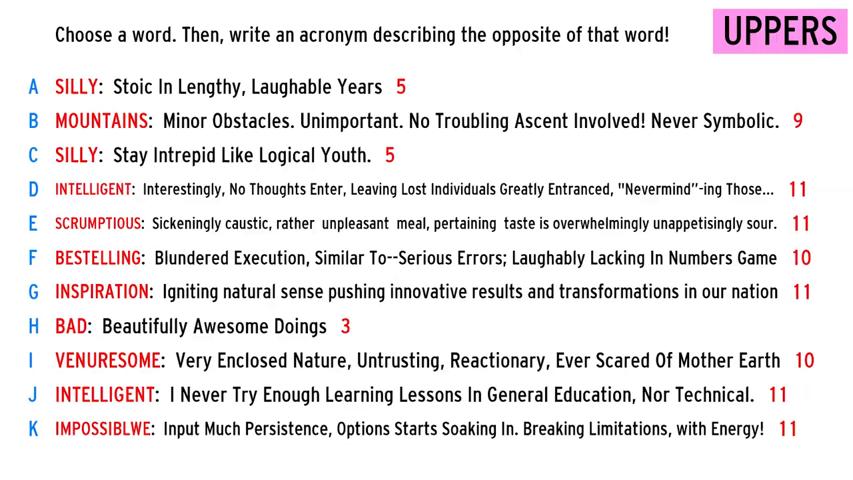 Choose a word. Then, write an acronym describing the opposite of that word!
UPPERS
A SILLY: Stoic In Lengthy, Laughable Years 5
B MOUNTAINS: Minor Obstacles. Unimportant. No Troubling Ascent Involved! Never Symbolic. 9
C SILLY: Stay Intrepid Like Logical Youth. 5
D INTELLIGENT: Interestingly, No Thoughts Enter, Leaving Lost Individuals Greatly Entranced, "Nevermind"-ing Those... 11
E SCRUMPTIOUS: Sickeningly caustic, rather unpleasant meal, pertaining taste is overwhelmingly unappetisingly sour. 11
F BESTELLING: Blundered Execution, Similar To--Serious Errors; Laughably Lacking In Numbers Game 10
G INSPIRATION: Igniting natural sense pushing innovative results and transformations in our nation 11
H BAD: Beautifully Awesome Doings 3
I VENURESOME: Very Enclosed Nature, Untrusting, Reactionary, Ever Scared Of Mother Earth 10
J INTELLIGENT: I Never Try Enough Learning Lessons In General Education, Nor Technical. 11
K IMPOSSIBLWE: Input Much Persistence, Options Starts Soaking In. Breaking Limitations, with Energy! 11